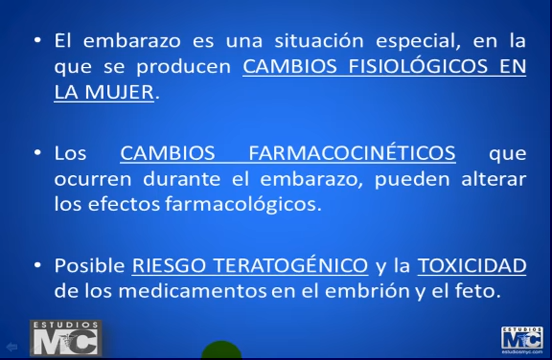 • El embarazo es una situación especial, en la
que se producen CAMBIOS FISIOLÓGICOS EN
LA MUJER.
• Los CAMBIOS FARMACOCINÉTICOS que
ocurren durante el embarazo, pueden alterar
los efectos farmacológicos.
• Posible RIESGO TERATOGÉNICO y la TOXICIDAD
de los medicamentos en el embrión y el feto.
ESTUDIOS
MC
ESTUDIOS
MC
estudiosmyc.com